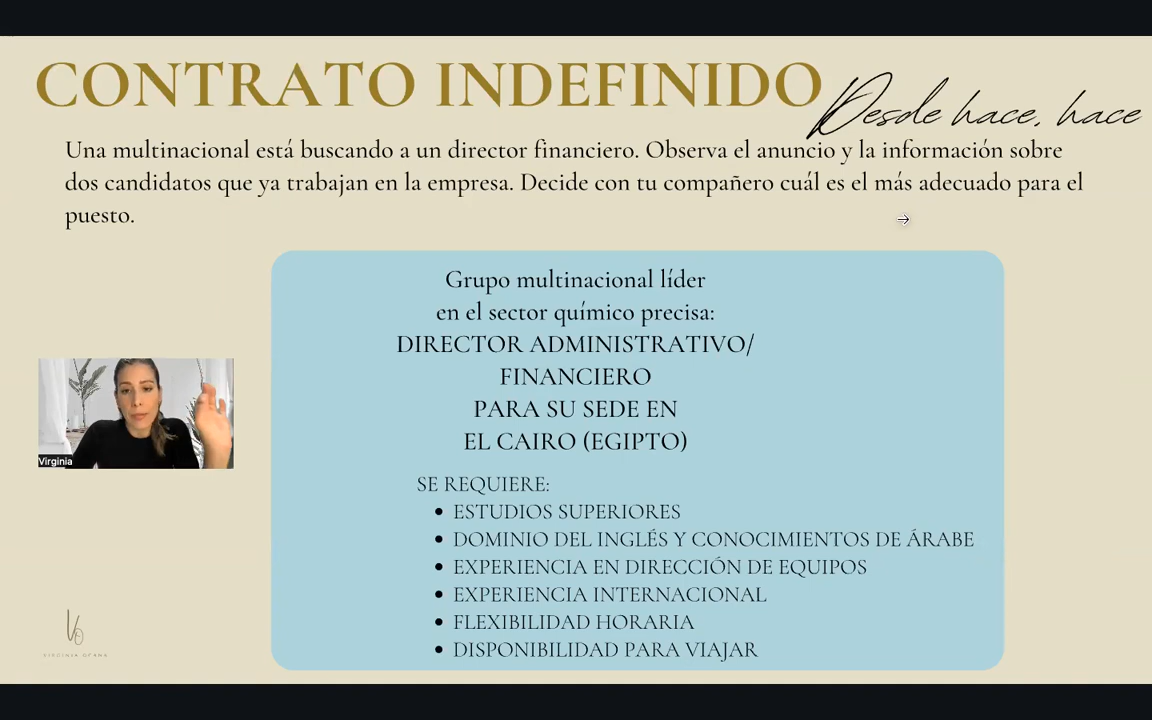 CONTRATO INDEFINIDO
Desde hace, hace
Una multinacional está buscando a un director financiero. Observa el anuncio y la información sobre
dos candidatos que ya trabajan en la empresa. Decide con tu compañero cuál es el más adecuado para el
puesto.
Grupo multinacional líder
en el sector químico precisa:
DIRECTOR ADMINISTRATIVO/
FINANCIERO
PARA SU SEDE EN
EL CAIRO (EGIPTO)
SE REQUIERE:
ESTUDIOS SUPERIORES
DOMINIO DEL INGLÉS Y CONOCIMIENTOS DE ÁRABE
EXPERIENCIA EN DIRECCIÓN DE EQUIPOS
EXPERIENCIA INTERNACIONAL
FLEXIBILIDAD HORARIA
DISPONIBILIDAD PARA VIAJAR
Virginia